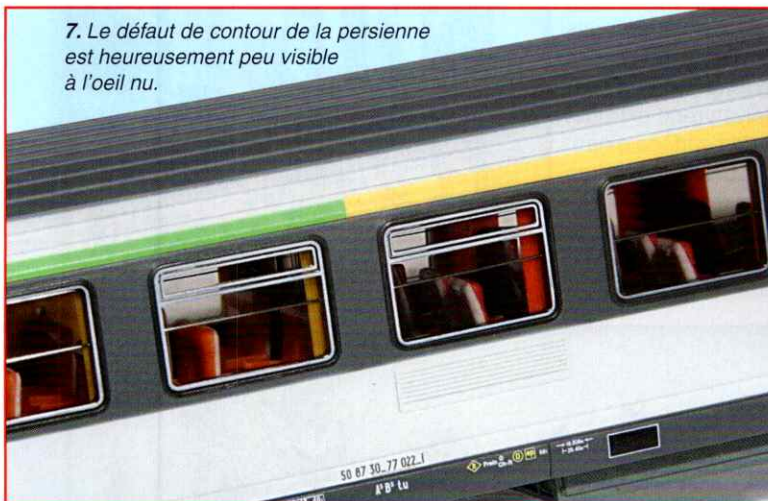 7. Le défaut de contour de la persienne
est heureusement peu visible
à l'oeil nu.
50 87 30_77 022_1
A⁵B⁵ tu